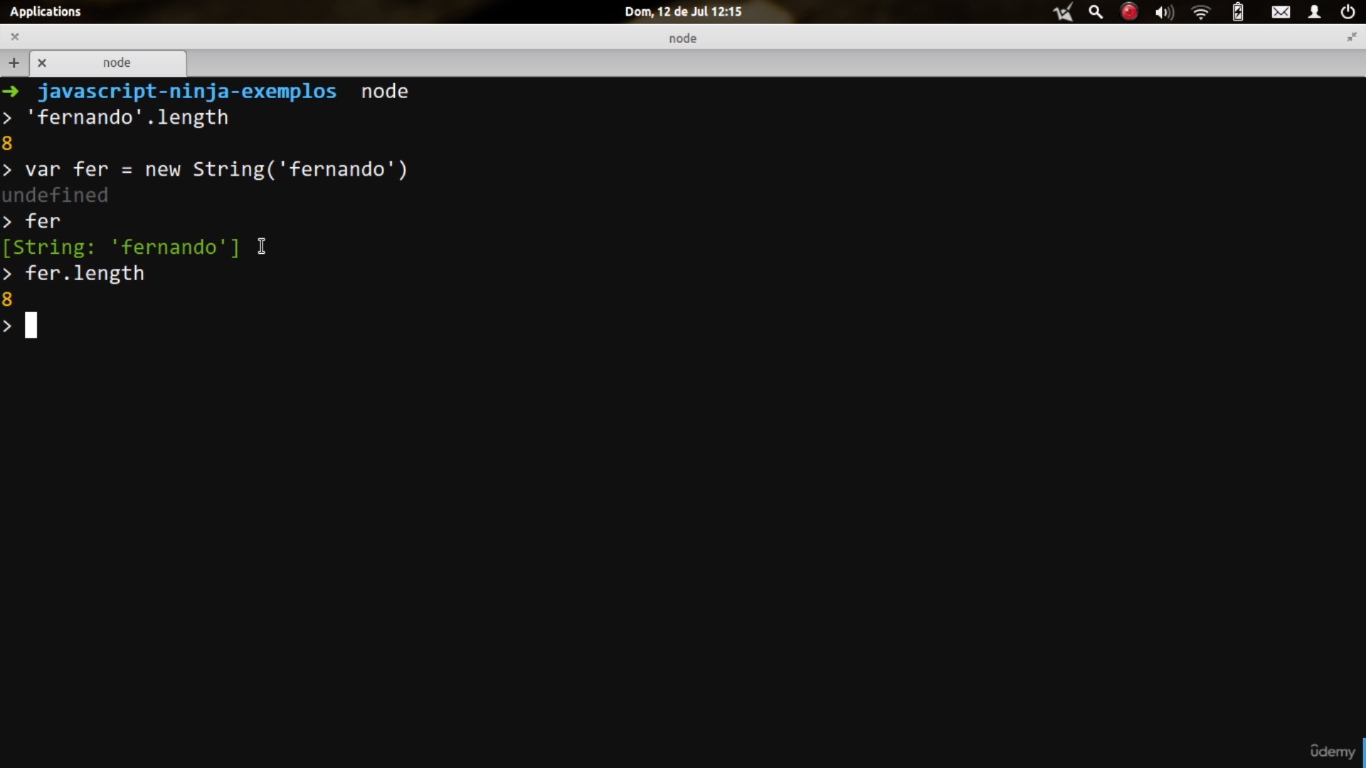 Applications
Dom, 12 de Jul 12:15
node
node
➜ javascript-ninja-exemplos node
> 'fernando'.length
8
> var fer = new String('fernando')
undefined
> fer
[String: 'fernando']
> fer.length
8
>
ûdemy